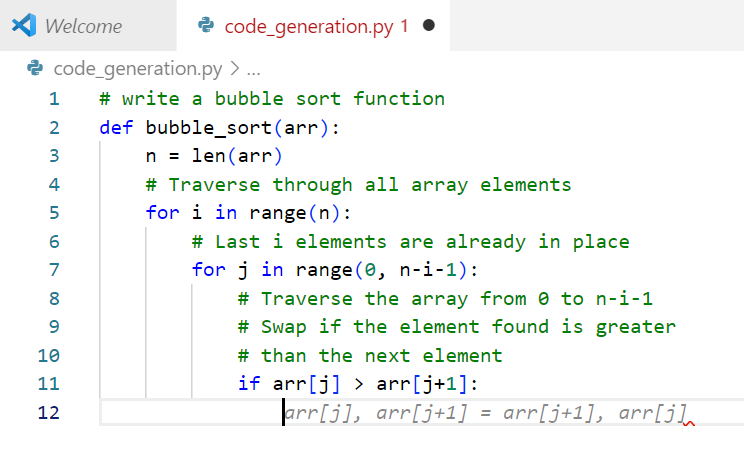 Welcome code_generation.py 1
code_generation.py > ...
1 # write a bubble sort function
2 def bubble_sort(arr):
3 n = len(arr)
4 # Traverse through all array elements
5 for i in range(n):
6 # Last i elements are already in place
7 for j in range(0, n-i-1):
8 # Traverse the array from 0 to n-i-1
9 # Swap if the element found is greater
10 # than the next element
11 if arr[j] > arr[j+1]:
12 arr[j], arr[j+1] = arr[j+1], arr[j]